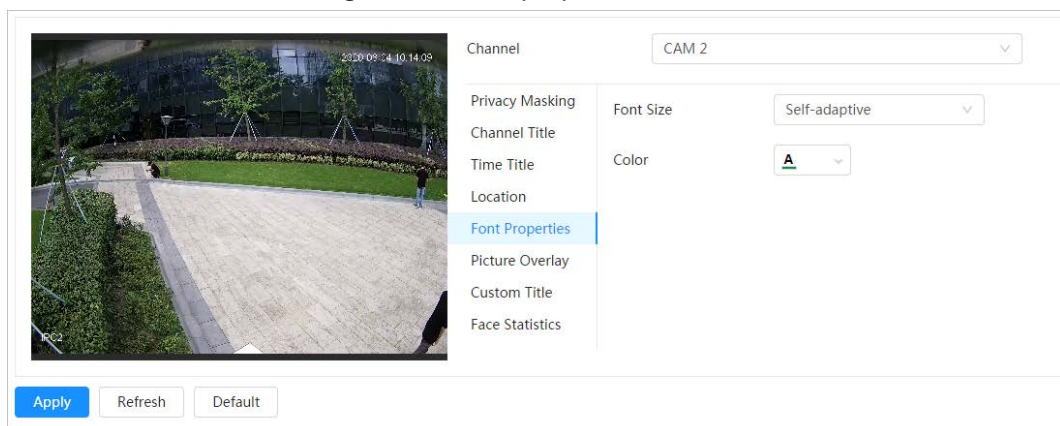 2020-09-04 10:14:09
IPC2
Channel
CAM 2
Privacy Masking
Channel Title
Time Title
Location
Font Properties
Picture Overlay
Custom Title
Face Statistics
Font Size
Self-adaptive
Color
A
Apply
Refresh
Default